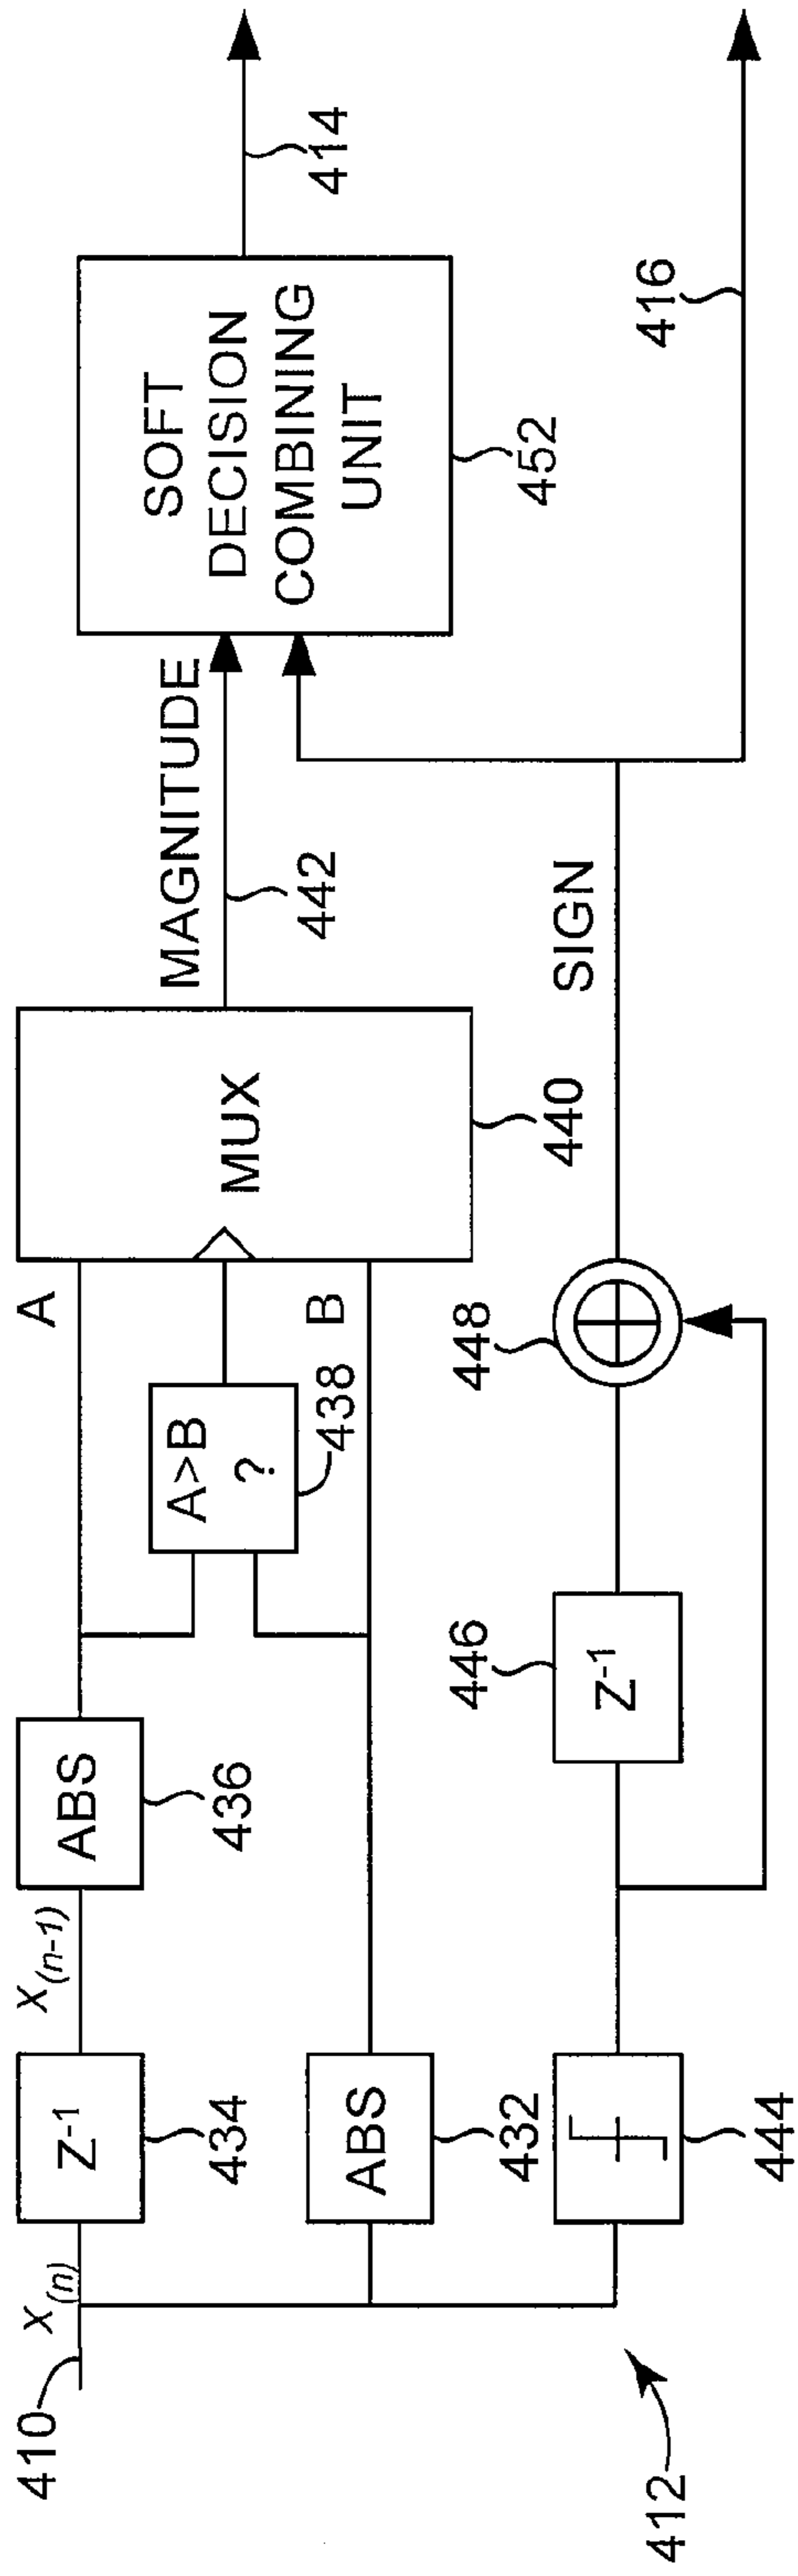 410
X(n)
Z-1
434
X(n-1)
ABS
436
A
A>B
?
438
B
MUX
440
MAGNITUDE
442
SOFT
DECISION
COMBINING
UNIT
452
414
ABS
432
444
Z-1
446
448
SIGN
416
412